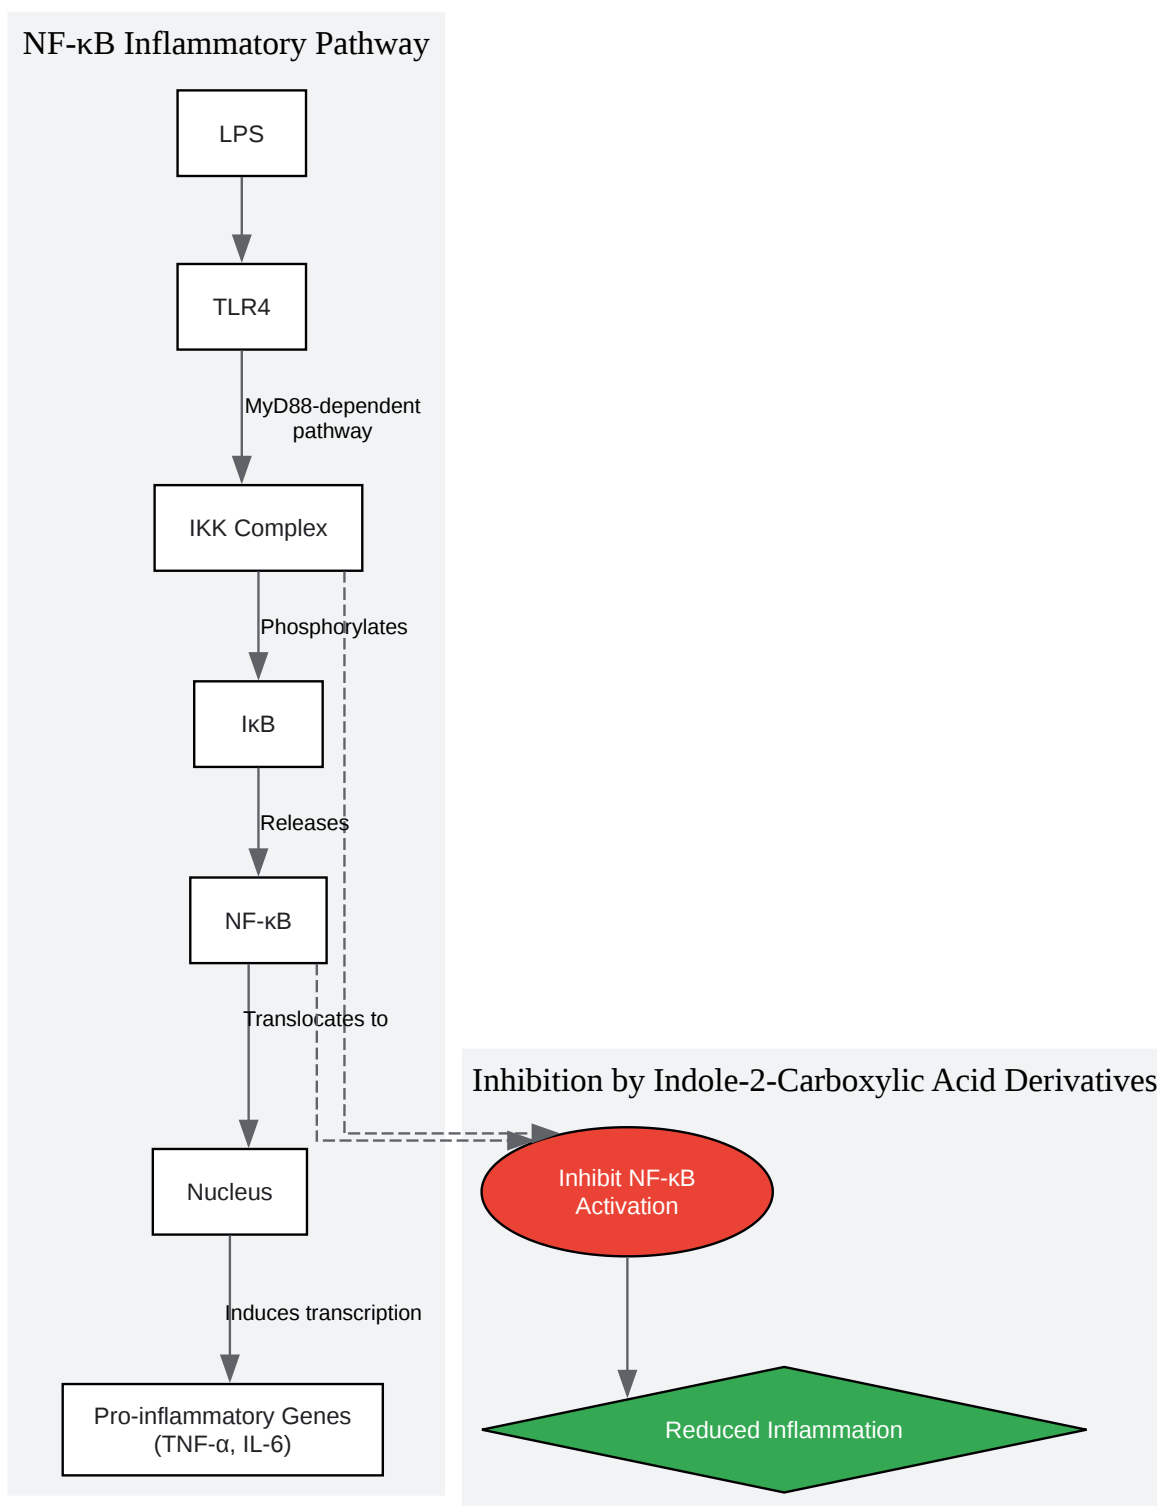 NF-κB Inflammatory Pathway
LPS
TLR4
MyD88-dependent
pathway
IKK Complex
Phosphorylates
IκB
Releases
NF-κB
Translocates to
Nucleus
Induces transcription
Pro-inflammatory Genes
(TNF-α, IL-6)
Inhibition by Indole-2-Carboxylic Acid Derivatives
Inhibit NF-κB
Activation
Reduced Inflammation